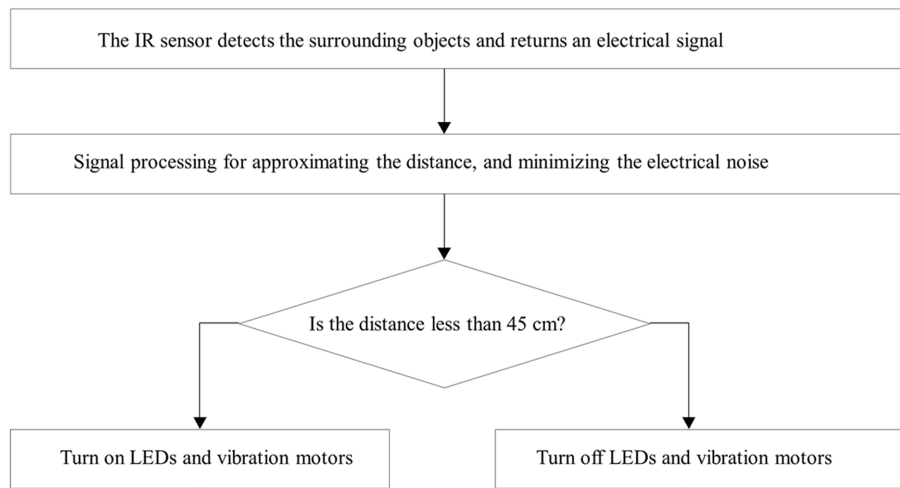 The IR sensor detects the surrounding objects and returns an electrical signal
Signal processing for approximating the distance, and minimizing the electrical noise
Is the distance less than 45 cm?
Turn on LEDs and vibration motors
Turn off LEDs and vibration motors